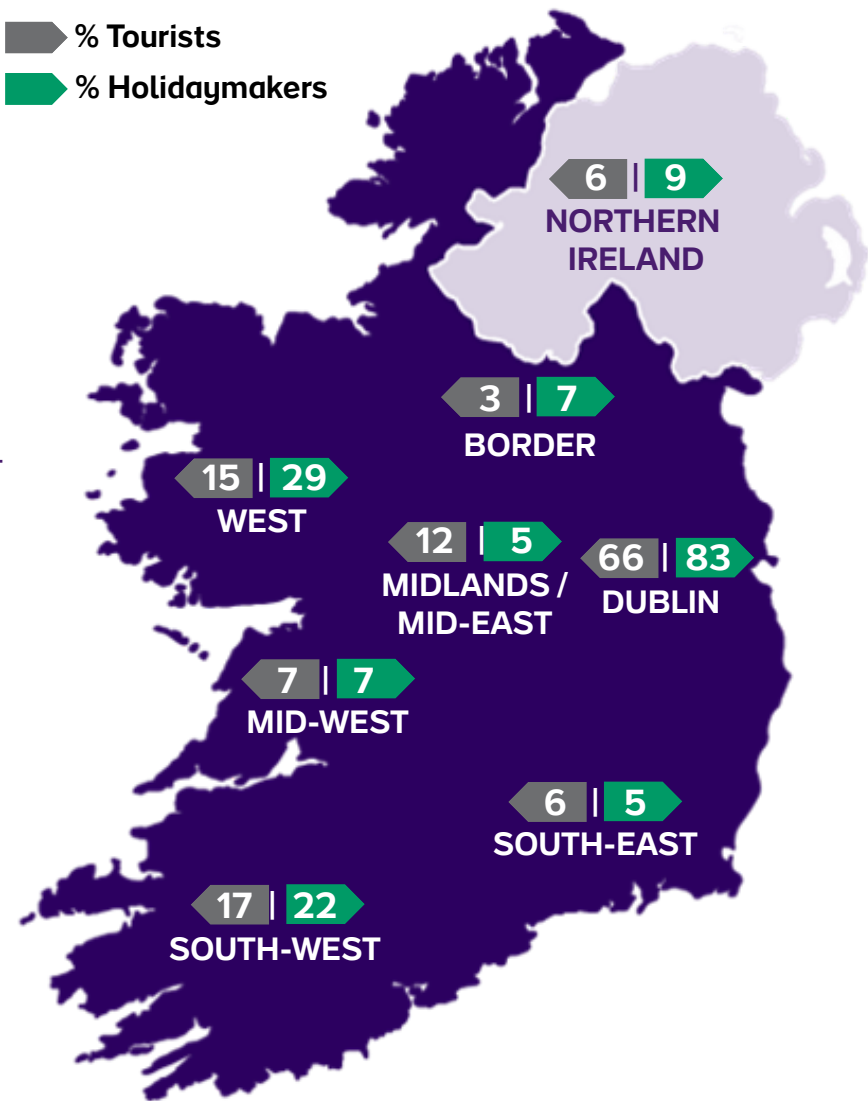 % Tourists
% Holidaymakers
6 | 9
NORTHERN
IRELAND
3 | 7
BORDER
15 | 29
WEST
12 | 5
MIDLANDS /
MID-EAST
66 | 83
DUBLIN
7 | 7
MID-WEST
6 | 5
SOUTH-EAST
17 | 22
SOUTH-WEST